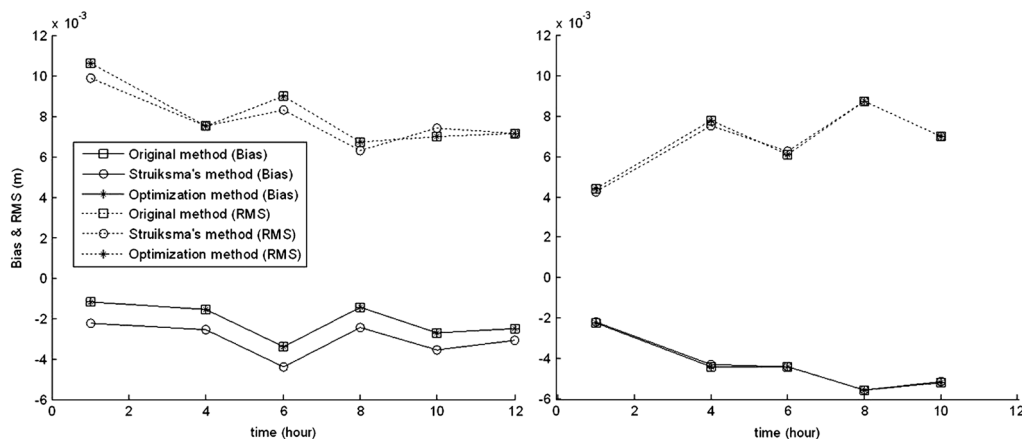 x 10-3
12
10
8
6
4
2
0
-2
-4
-6
Bias & RMS (m)
Original method (Bias)
Struiksma's method (Bias)
Optimization method (Bias)
Original method (RMS)
Struiksma's method (RMS)
Optimization method (RMS)
0 2 4 6 8 10 12
time (hour)
x 10-3
12
10
8
6
4
2
0
-2
-4
-6
0 2 4 6 8 10 12
time (hour)